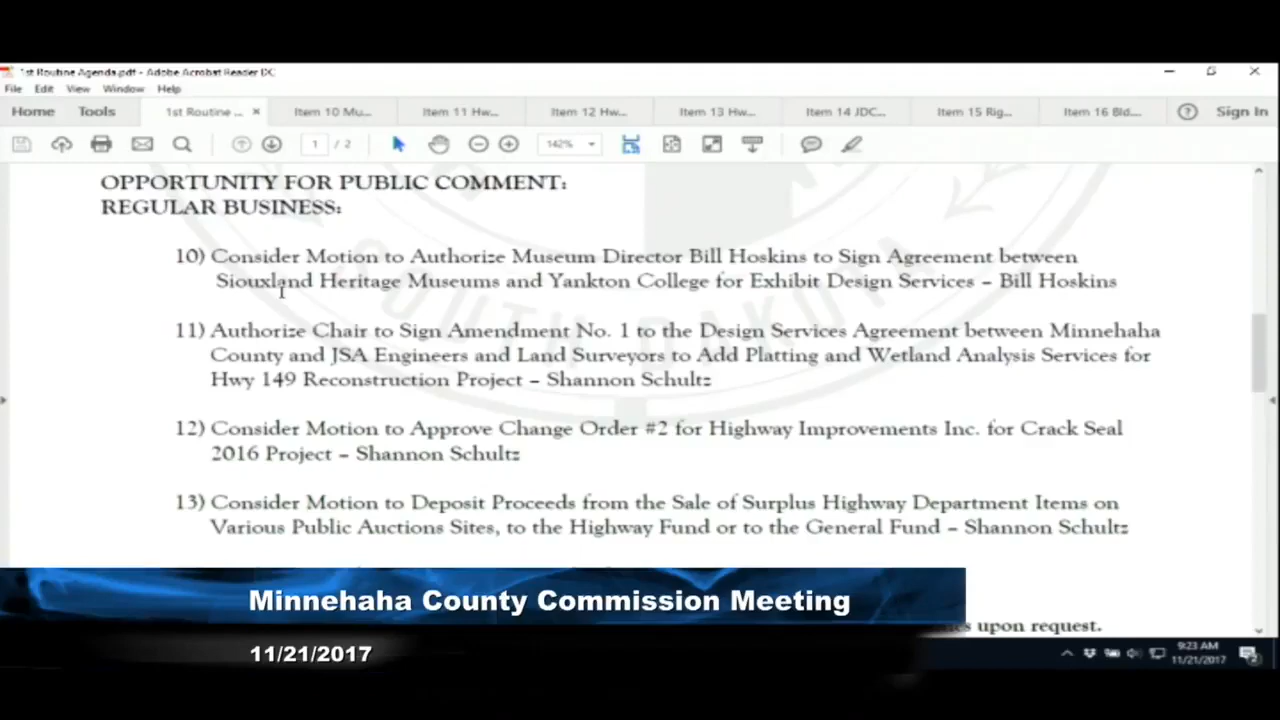 1st Routine Agenda.pdf - Adobe Acrobat Reader DC
File Edit View Window Help
Home Tools 1st Routine ... × Item 10 Mu... Item 11 Hw... Item 12 Hw... Item 13 Hw... Item 14 JDC... Item 15 Rig... Item 16 Bld... Sign In
1 / 2 142%
OPPORTUNITY FOR PUBLIC COMMENT:
REGULAR BUSINESS:
10) Consider Motion to Authorize Museum Director Bill Hoskins to Sign Agreement between
Siouxland Heritage Museums and Yankton College for Exhibit Design Services – Bill Hoskins
11) Authorize Chair to Sign Amendment No. 1 to the Design Services Agreement between Minnehaha
County and JSA Engineers and Land Surveyors to Add Platting and Wetland Analysis Services for
Hwy 149 Reconstruction Project – Shannon Schultz
12) Consider Motion to Approve Change Order #2 for Highway Improvements Inc. for Crack Seal
2016 Project – Shannon Schultz
13) Consider Motion to Deposit Proceeds from the Sale of Surplus Highway Department Items on
Various Public Auctions Sites, to the Highway Fund or to the General Fund – Shannon Schultz
SOUTH DAKOTA
upon request.
Minnehaha County Commission Meeting
11/21/2017
9:23 AM
11/21/2017